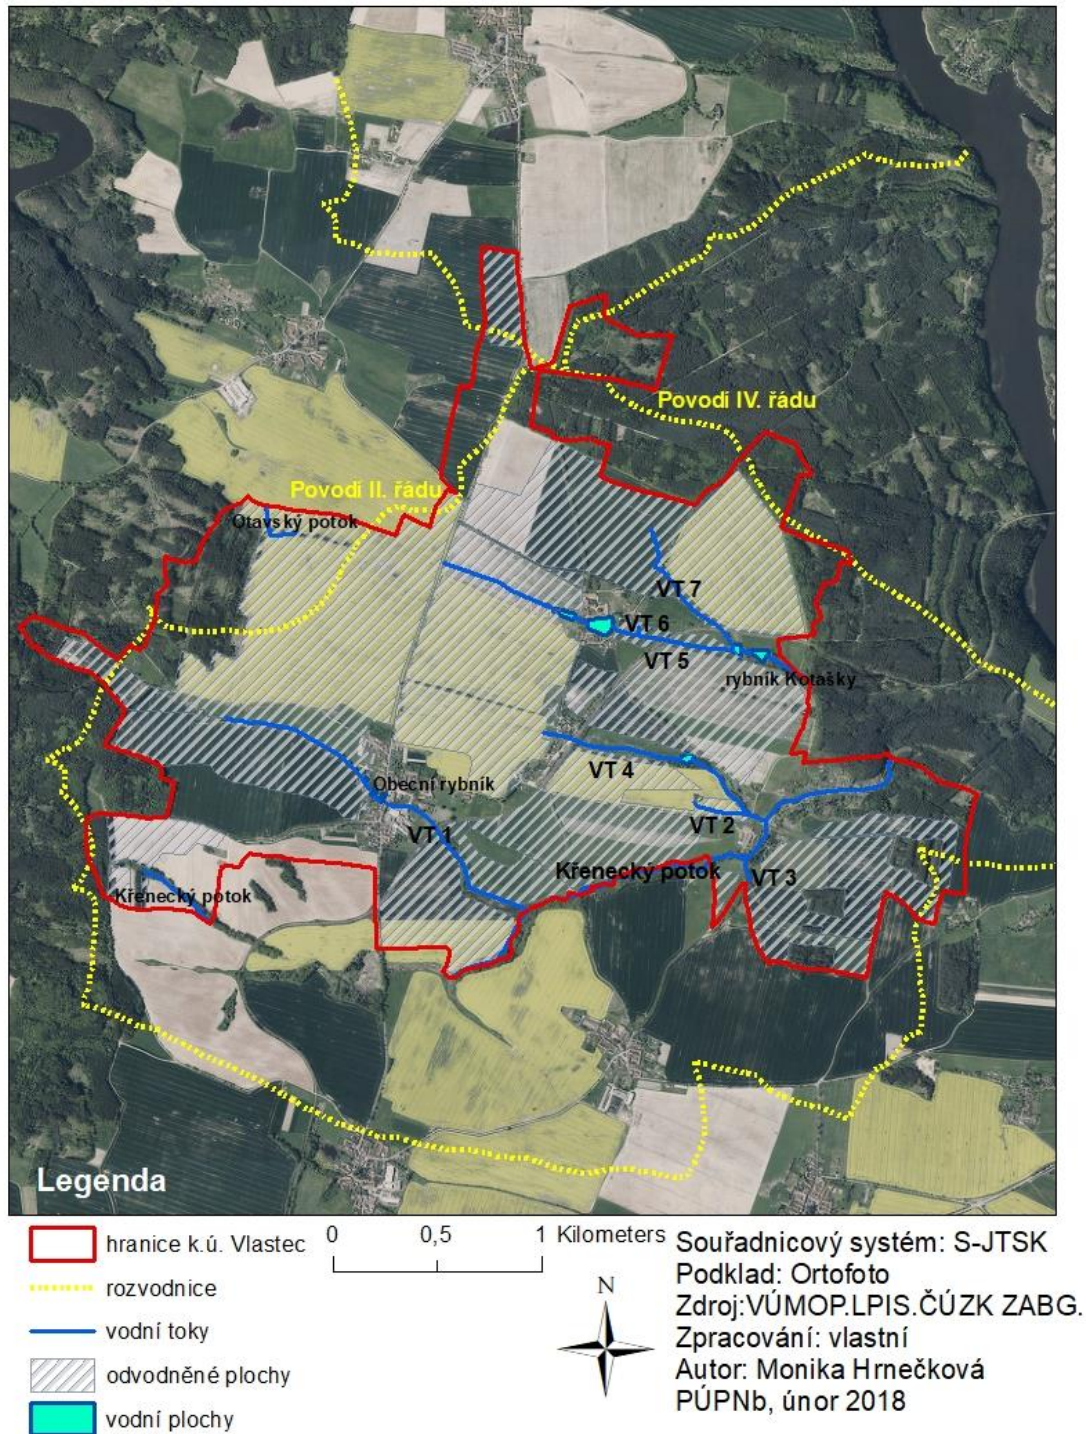 Povodí IV. řádu
Povodí II. řádu
Otavský potok
VT 7
VT 6
VT 5
rybník Kotašky
VT 4
Obecní rybník
VT 1
VT 2
Křenecký potok
VT 3
Křenecký potok
Legenda
hranice k.ú. Vlastec
rozvodnice
vodní toky
odvodněné plochy
vodní plochy
0 0,5 1 Kilometers
N
Souřadnicový systém: S-JTSK
Podklad: Ortofoto
Zdroj:VÚMOP.LPIS.ČÚZK ZABG.
Zpracování: vlastní
Autor: Monika Hrnečková
PÚPNb, únor 2018